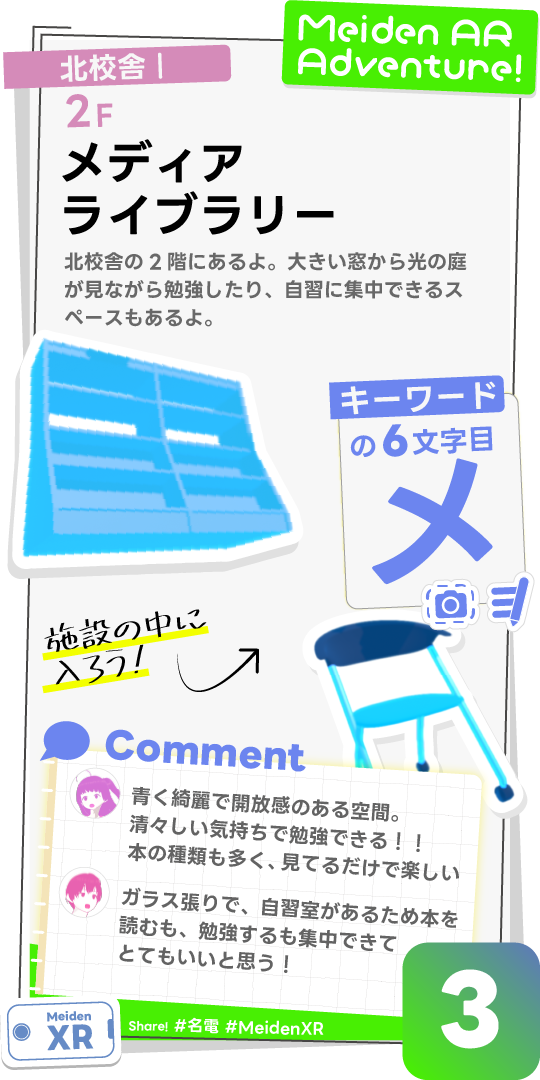 Meiden AR
Adventure!
北校舎 |
2F
メディア
ライブラリー
北校舎の 2 階にあるよ。大きい窓から光の庭
が見ながら勉強したり、自習に集中できるス
ペースもあるよ。
キーワード
の 6 文字目
メ
施設の中に
入ろう!
Comment
青く綺麗で開放感のある空間。
清々しい気持ちで勉強できる！！
本の種類も多く、見てるだけで楽しい
ガラス張りで、自習室があるため本を
読むも、勉強するも集中できて
とてもいいと思う！
3
Meiden
XR
Share! #名電 #MeidenXR